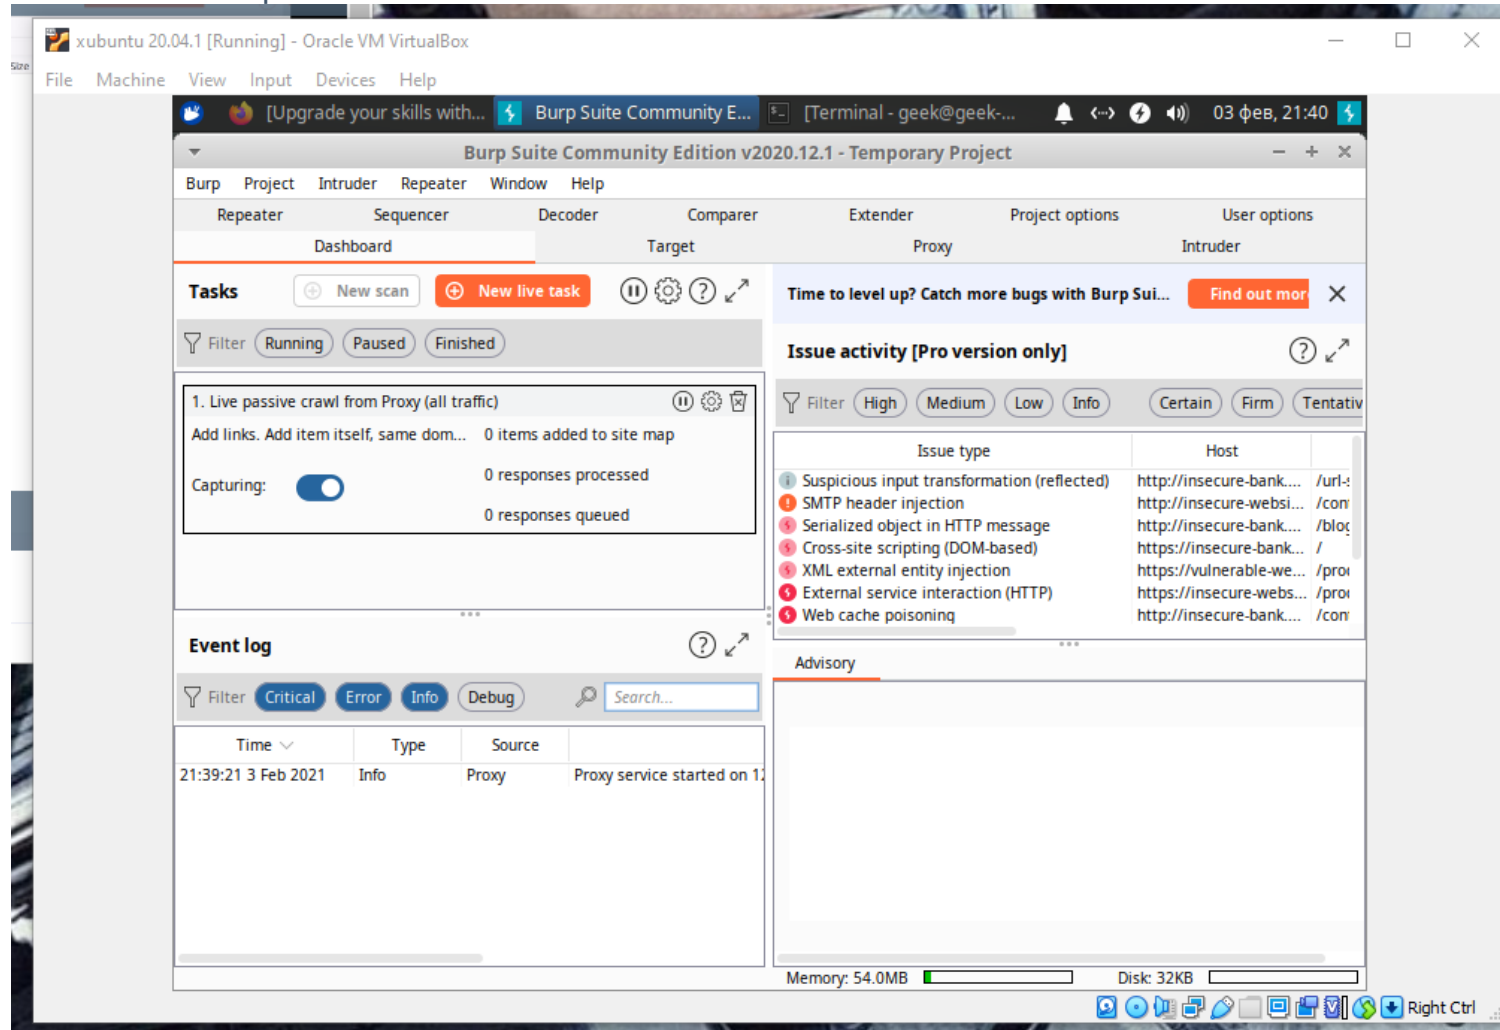 Size
xubuntu 20.04.1 [Running] - Oracle VM VirtualBox
File Machine View Input Devices Help
[Upgrade your skills with... Burp Suite Community E... [Terminal - geek@geek-... 03 фев, 21:40
Burp Suite Community Edition v2020.12.1 - Temporary Project
Burp Project Intruder Repeater Window Help
Repeater Sequencer Decoder Comparer Extender Project options User options
Dashboard Target Proxy Intruder
Tasks New scan New live task
Filter Running Paused Finished
1. Live passive crawl from Proxy (all traffic)
Add links. Add item itself, same dom... 0 items added to site map
0 responses processed
Capturing:
0 responses queued
Event log
Filter Critical Error Info Debug Search...
Time Type Source
21:39:21 3 Feb 2021 Info Proxy Proxy service started on 12
Time to level up? Catch more bugs with Burp Sui... Find out more
Issue activity [Pro version only]
Filter High Medium Low Info Certain Firm Tentativ
Issue type Host
Suspicious input transformation (reflected) http://insecure-bank.... /url-
SMTP header injection http://insecure-websi... /con
Serialized object in HTTP message http://insecure-bank.... /blog
Cross-site scripting (DOM-based) https://insecure-bank... /
XML external entity injection https://vulnerable-we... /pro
External service interaction (HTTP) https://insecure-webs... /pro
Web cache poisoning http://insecure-bank.... /con
Advisory
Memory: 54.0MB Disk: 32KB
Right Ctrl